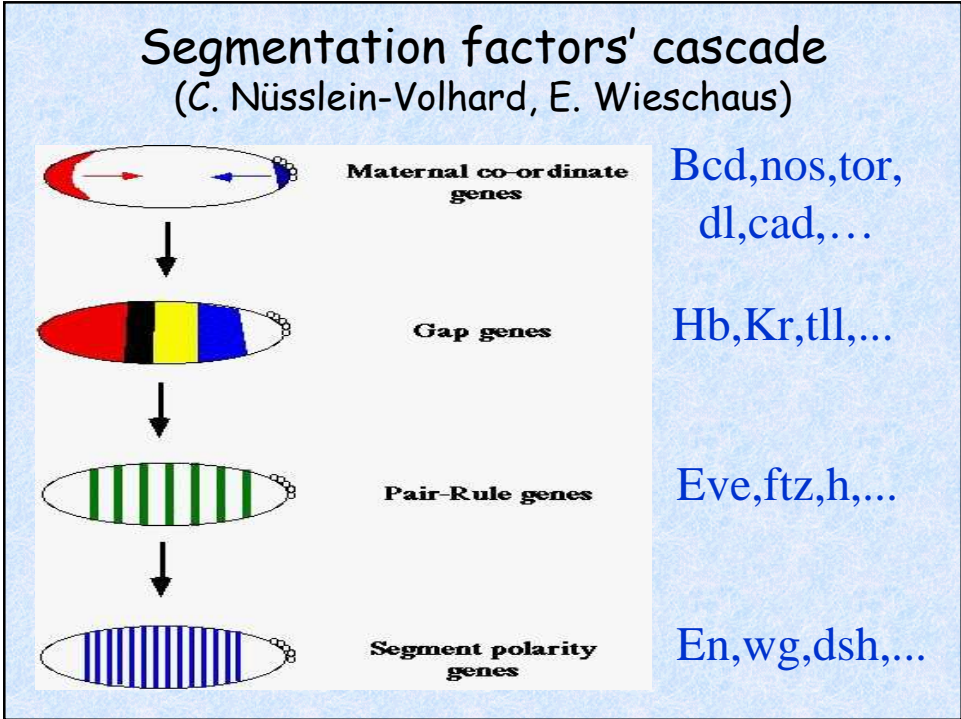 Segmentation factors’ cascade
(C. Nüsslein-Volhard, E. Wieschaus)
Maternal co-ordinate
genes
Bcd,nos,tor,
dl,cad,…
Gap genes
Hb,Kr,tll,...
Pair-Rule genes
Eve,ftz,h,...
Segment polarity
genes
En,wg,dsh,...